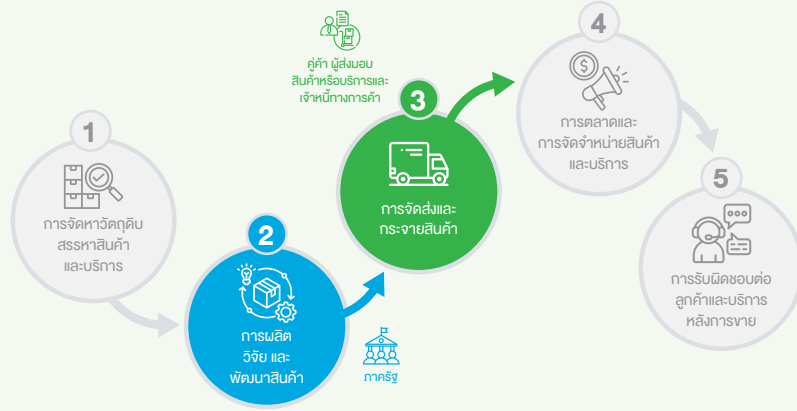 1
การจัดหาวัตถุดิบ
สรรหาสินค้า
และบริการ
2
การผลิต
วิจัย และ
พัฒนาสินค้า
ภาครัฐ
คู่ค้า ผู้ส่งมอบ
สินค้าหรือบริการและ
เจ้าหนี้ทางการค้า
3
การจัดส่งและ
กระจายสินค้า
4
การตลาดและ
การจัดจำหน่ายสินค้า
และบริการ
5
การรับผิดชอบต่อ
ลูกค้าและบริการ
หลังการขาย